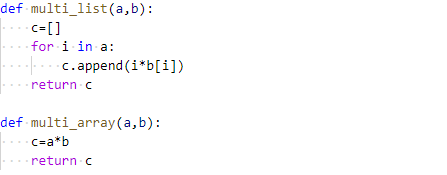 def multi_list(a,b):
    c=[]
    for i in a:
        c.append(i*b[i])
    return c

def multi_array(a,b):
    c=a*b
    return c